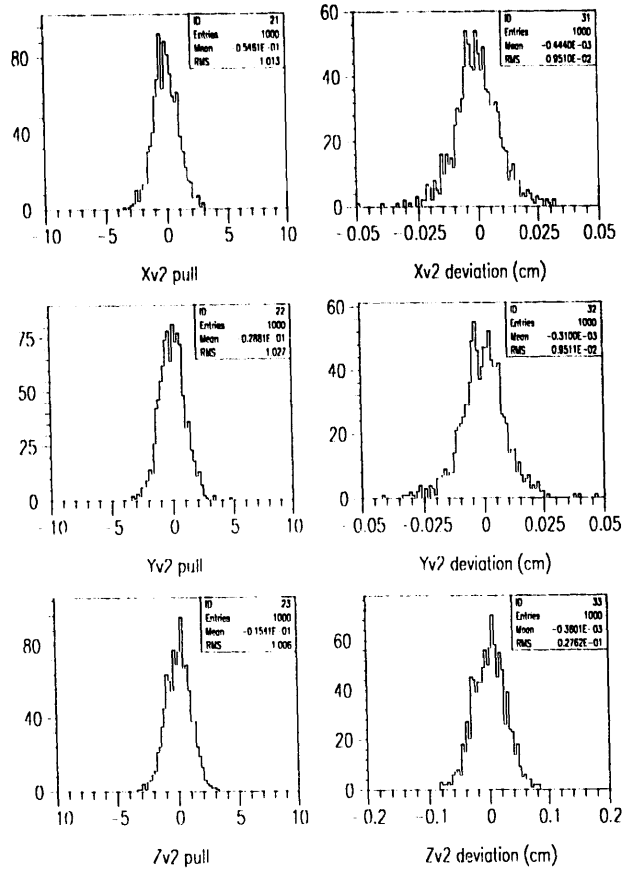 ID 21
Entries 1000
Mean 0.5461E-01
RMS 1.013
80
40
0
-10 -5 0 5 10
Xv2 pull
ID 31
Entries 1000
Mean -0.4440E-03
RMS 0.9510E-02
60
40
20
0
-0.05 -0.025 0 0.025 0.05
Xv2 deviation (cm)
ID 22
Entries 1000
Mean 0.2881E 01
RMS 1.027
75
50
25
0
-10 -5 0 5 10
Yv2 pull
ID 32
Entries 1000
Mean -0.3100E-03
RMS 0.9511E-02
60
40
20
0
-0.05 -0.025 0 0.025 0.05
Yv2 deviation (cm)
ID 23
Entries 1000
Mean -0.1541E 01
RMS 1.006
80
40
0
-10 -5 0 5 10
Zv2 pull
ID 33
Entries 1000
Mean -0.3801E-03
RMS 0.2762E-01
60
40
20
0
-0.2 -0.1 0 0.1 0.2
Zv2 deviation (cm)